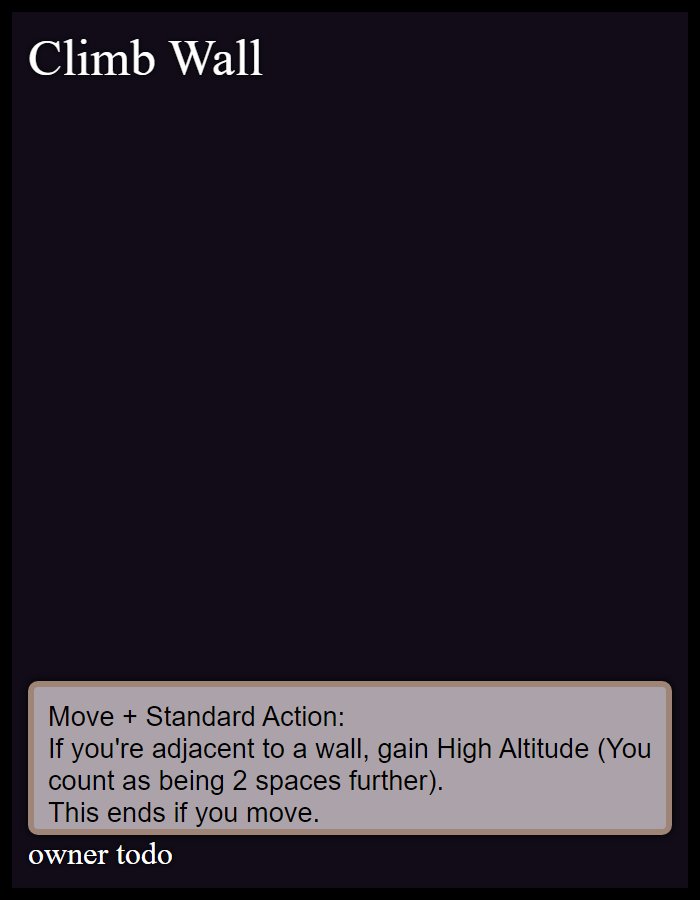 Climb Wall
Move + Standard Action:
If you're adjacent to a wall, gain High Altitude (You
count as being 2 spaces further).
This ends if you move.
owner todo